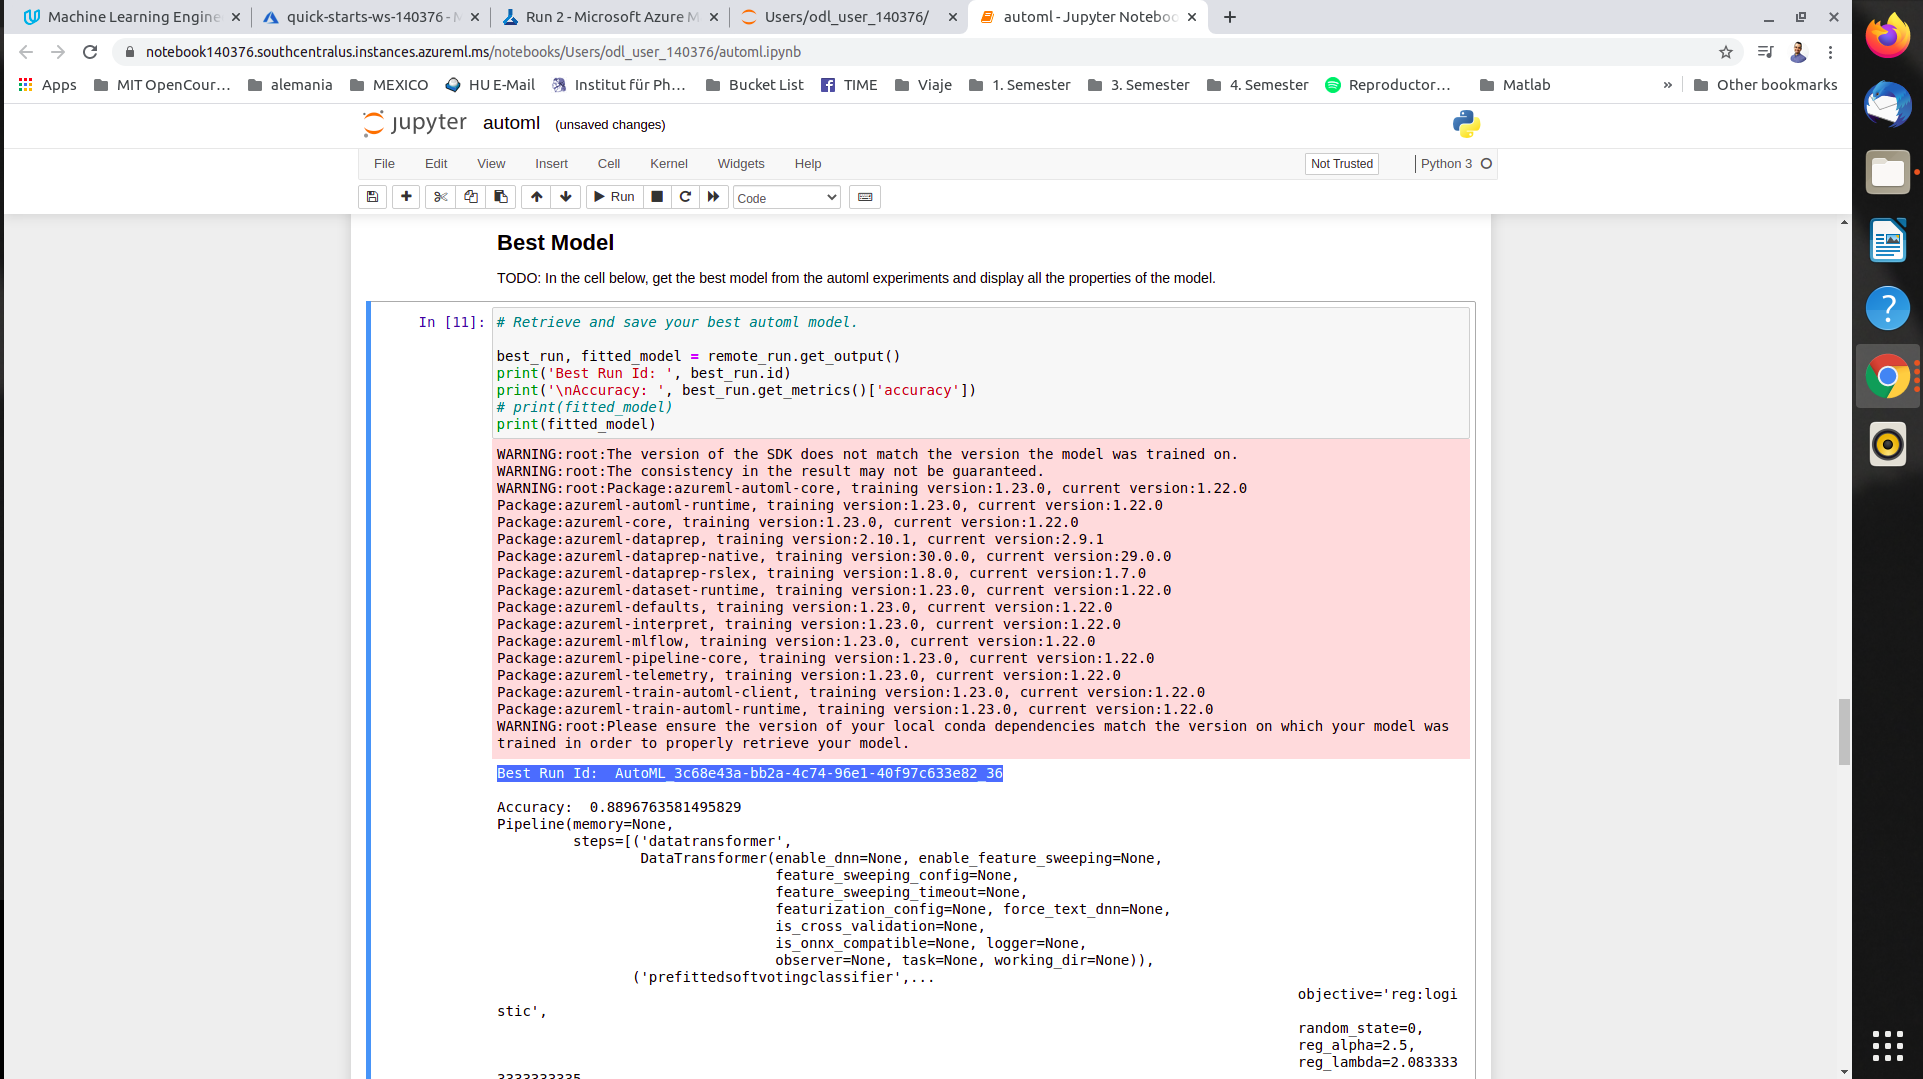 Machine Learning Engine
quick-starts-ws-140376 - M
Run 2 - Microsoft Azure M
Users/odl_user_140376/
automl - Jupyter Noteboo
notebook140376.southcentralus.instances.azureml.ms/notebooks/Users/odl_user_140376/automl.ipynb
Apps MIT OpenCour… alemania MEXICO HU E-Mail Institut für Ph… Bucket List TIME Viaje 1. Semester 3. Semester 4. Semester Reproductor… Matlab » Other bookmarks
jupyter automl (unsaved changes)
File Edit View Insert Cell Kernel Widgets Help Not Trusted Python 3
Run Code
Best Model
TODO: In the cell below, get the best model from the automl experiments and display all the properties of the model.
In [11]: # Retrieve and save your best automl model.
best_run, fitted_model = remote_run.get_output()
print('Best Run Id: ', best_run.id)
print('\nAccuracy: ', best_run.get_metrics()['accuracy'])
# print(fitted_model)
print(fitted_model)
WARNING:root:The version of the SDK does not match the version the model was trained on.
WARNING:root:The consistency in the result may not be guaranteed.
WARNING:root:Package:azureml-automl-core, training version:1.23.0, current version:1.22.0
Package:azureml-automl-runtime, training version:1.23.0, current version:1.22.0
Package:azureml-core, training version:1.23.0, current version:1.22.0
Package:azureml-dataprep, training version:2.10.1, current version:2.9.1
Package:azureml-dataprep-native, training version:30.0.0, current version:29.0.0
Package:azureml-dataprep-rslex, training version:1.8.0, current version:1.7.0
Package:azureml-dataset-runtime, training version:1.23.0, current version:1.22.0
Package:azureml-defaults, training version:1.23.0, current version:1.22.0
Package:azureml-interpret, training version:1.23.0, current version:1.22.0
Package:azureml-mlflow, training version:1.23.0, current version:1.22.0
Package:azureml-pipeline-core, training version:1.23.0, current version:1.22.0
Package:azureml-telemetry, training version:1.23.0, current version:1.22.0
Package:azureml-train-automl-client, training version:1.23.0, current version:1.22.0
Package:azureml-train-automl-runtime, training version:1.23.0, current version:1.22.0
WARNING:root:Please ensure the version of your local conda dependencies match the version on which your model was
trained in order to properly retrieve your model.
Best Run Id:  AutoML_3c68e43a-bb2a-4c74-96e1-40f97c633e82_36
Accuracy:  0.8896763581495829
Pipeline(memory=None,
steps=[('datatransformer',
DataTransformer(enable_dnn=None, enable_feature_sweeping=None,
feature_sweeping_config=None,
feature_sweeping_timeout=None,
featurization_config=None, force_text_dnn=None,
is_cross_validation=None,
is_onnx_compatible=None, logger=None,
observer=None, task=None, working_dir=None)),
('prefittedsoftvotingclassifier',...
objective='reg:logi
stic',
random_state=0,
reg_alpha=2.5,
reg_lambda=2.083333
3333333335,